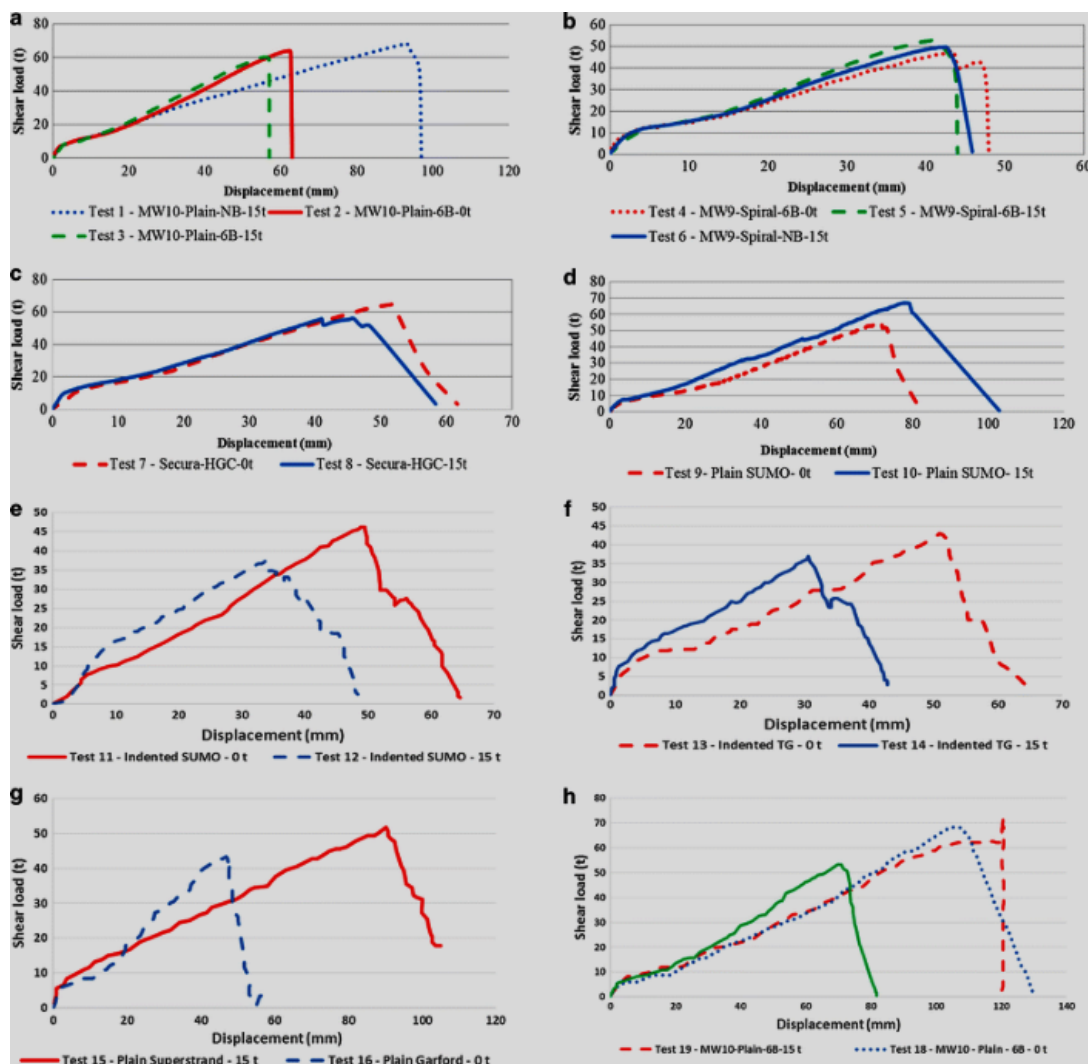 a
80
60
40
20
0
Shear load (t)
0 20 40 60 80 100 120
Displacement (mm)
Test 1 - MW10-Plain-NB-15t Test 2 - MW10-Plain-6B-0t
Test 3 - MW10-Plain-6B-15t
b
60
50
40
30
20
10
0
Shear load (t)
0 10 20 30 40 50 60
Displacement (mm)
Test 4 - MW9-Spiral-6B-0t Test 5 - MW9-Spiral-6B-15t
Test 6 - MW9-Spiral-NB-15t
c
80
60
40
20
0
Shear load (t)
0 10 20 30 40 50 60 70
Displacement (mm)
Test 7 - Secura-HGC-0t Test 8 - Secura-HGC-15t
d
80
70
60
50
40
30
20
10
0
Shear load (t)
0 20 40 60 80 100 120
Displacement (mm)
Test 9- Plain SUMO- 0t Test 10- Plain SUMO- 15t
e
50
45
40
35
30
25
20
15
10
5
0
Shear load (t)
0 10 20 30 40 50 60 70
Displacement (mm)
Test 11 - Indented SUMO - 0 t Test 12 - Indented SUMO - 15 t
f
50
45
40
35
30
25
20
15
10
5
0
Shear load (t)
0 10 20 30 40 50 60 70
Displacement (mm)
Test 13 - Indented TG - 0 t Test 14 - Indented TG - 15 t
g
60
50
40
30
20
10
0
Shear load (t)
0 20 40 60 80 100 120
Displacement (mm)
Test 15 - Plain Superstrand - 15 t Test 16 - Plain Garford - 0 t
h
80
70
60
50
40
30
20
10
0
Shear load (t)
0 20 40 60 80 100 120 140
Displacement (mm)
Test 19 - MW10-Plain-68-15 t Test 18 - MW10 - Plain - 68 - 0 t